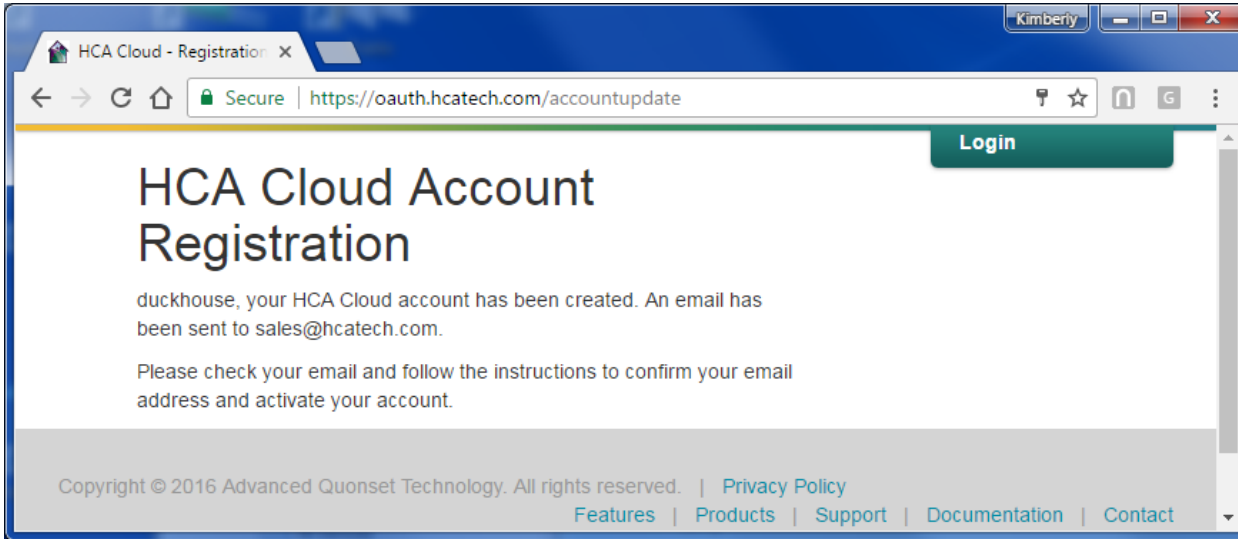 Kimberly
HCA Cloud - Registration
Secure | https://oauth.hcatech.com/accountupdate
G
Login
HCA Cloud Account
Registration
duckhouse, your HCA Cloud account has been created. An email has
been sent to sales@hcatech.com.
Please check your email and follow the instructions to confirm your email
address and activate your account.
Copyright © 2016 Advanced Quonset Technology. All rights reserved. | Privacy Policy
Features | Products | Support | Documentation | Contact